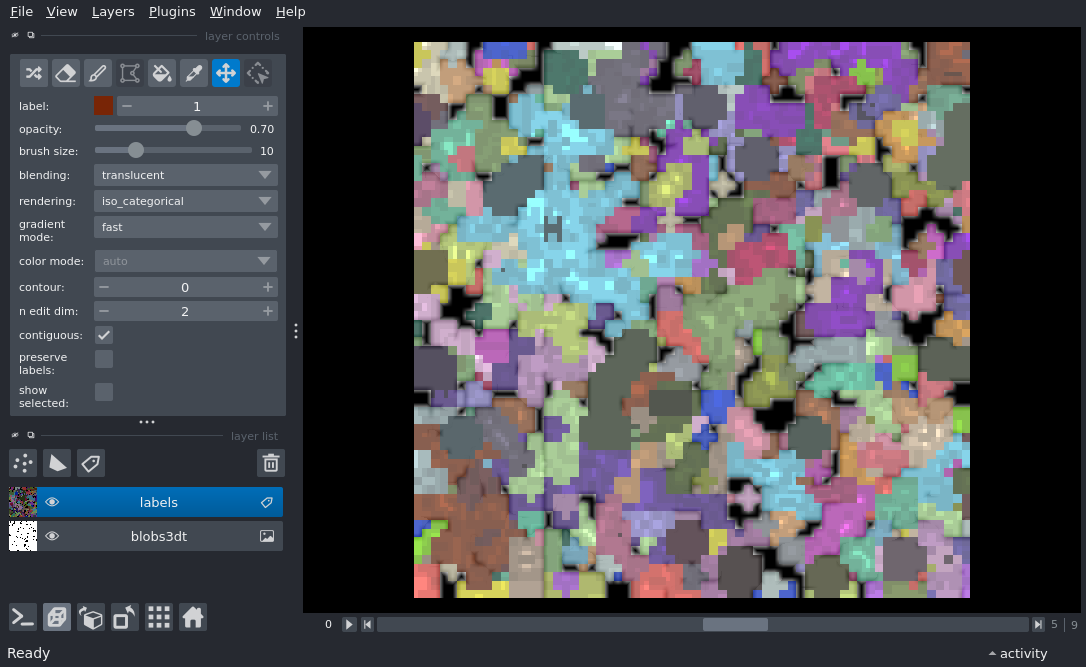 File View Layers Plugins Window Help
layer controls
label: 1
opacity: 0.70
brush size: 10
blending: translucent
rendering: iso_categorical
gradient
mode: fast
color mode: auto
contour: 0
n edit dim: 2
contiguous:
preserve
labels:
show
selected:
layer list
labels
blobs3dt
0 5 | 9
Ready activity